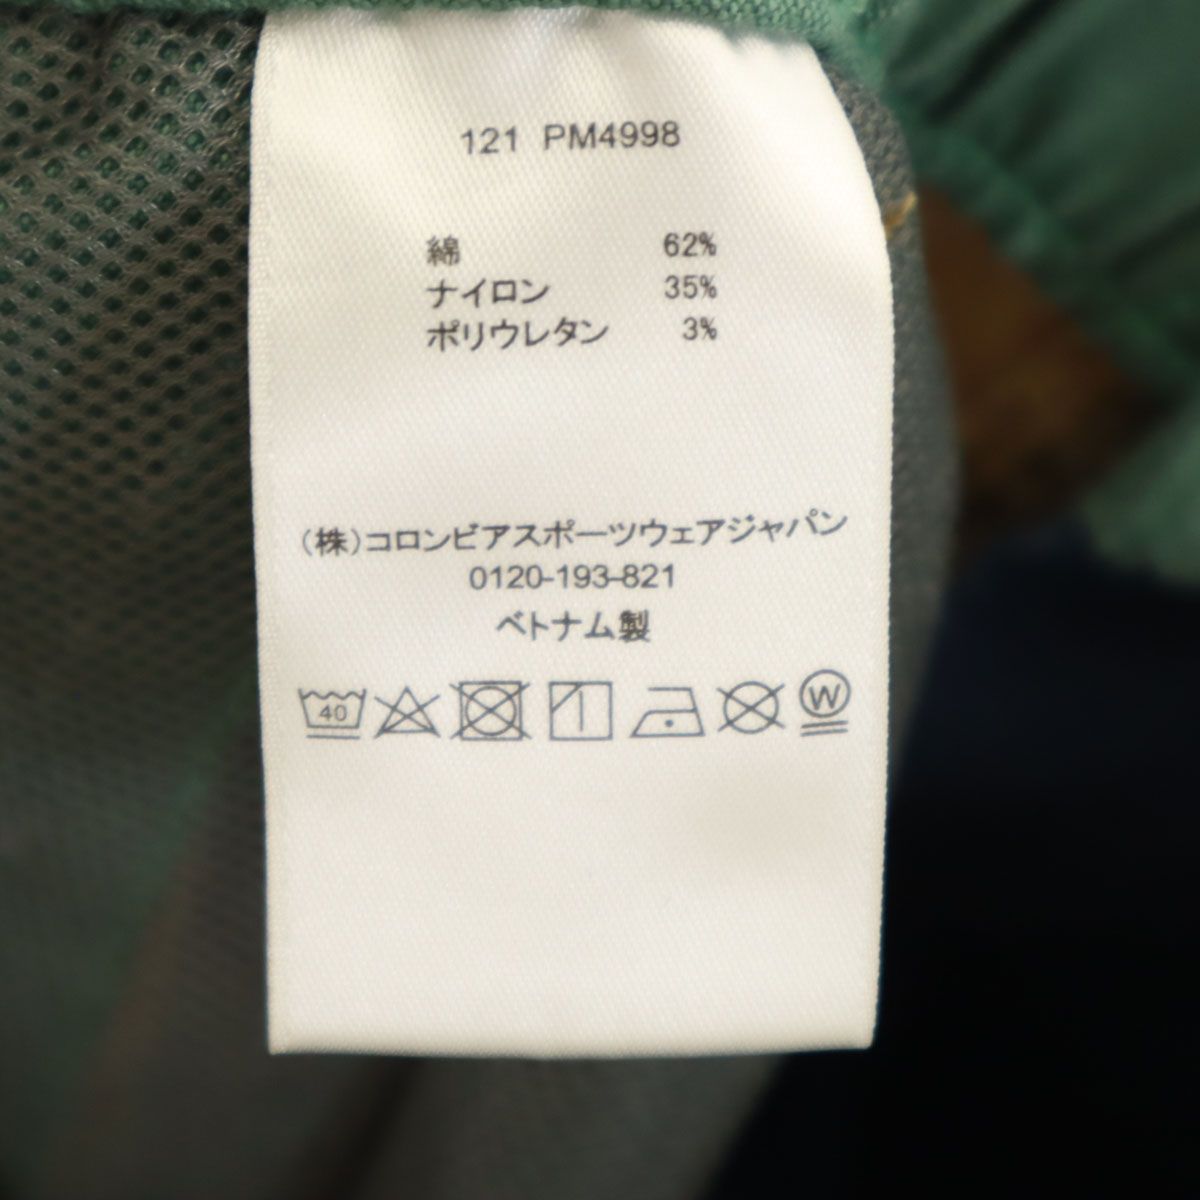 121 PM4998
綿 62%
ナイロン 35%
ポリウレタン 3%
(株)コロンビアスポーツウェアジャパン
0120-193-821
ベトナム製
40 W